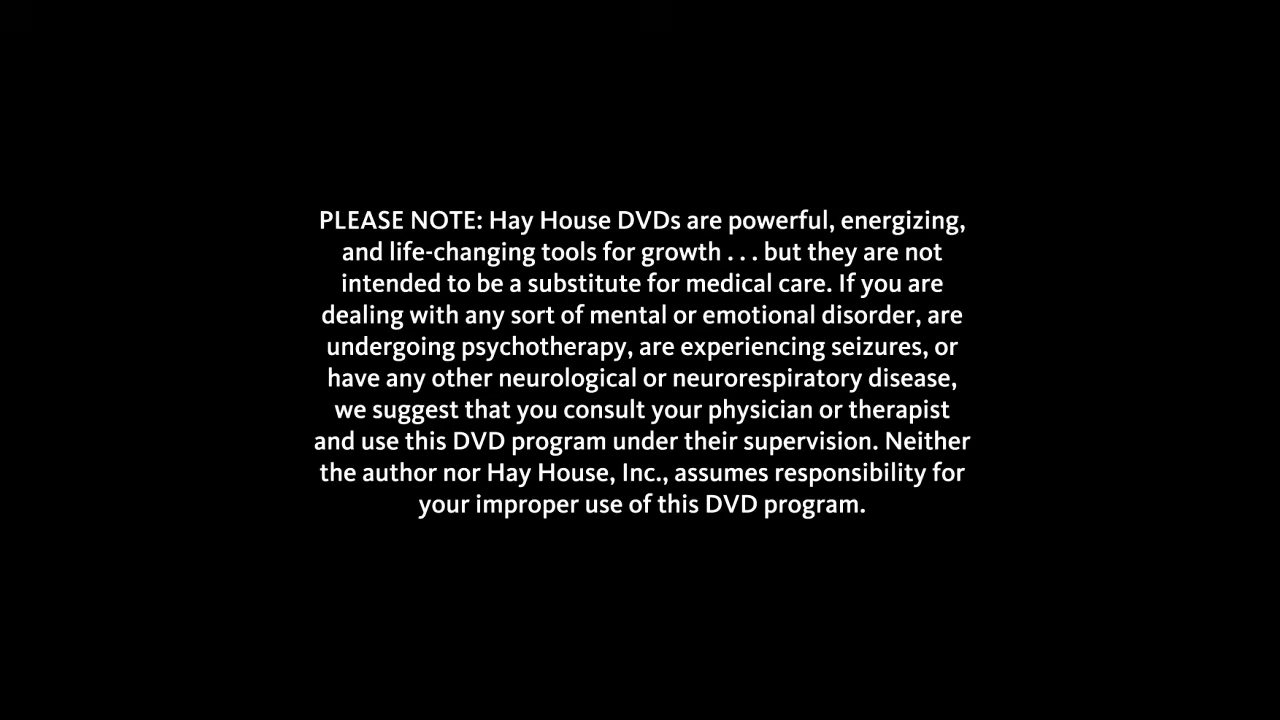 PLEASE NOTE: Hay House DVDs are powerful, energizing,
and life-changing tools for growth . . . but they are not
intended to be a substitute for medical care. If you are
dealing with any sort of mental or emotional disorder, are
undergoing psychotherapy, are experiencing seizures, or
have any other neurological or neurorespiratory disease,
we suggest that you consult your physician or therapist
and use this DVD program under their supervision. Neither
the author nor Hay House, Inc., assumes responsibility for
your improper use of this DVD program.